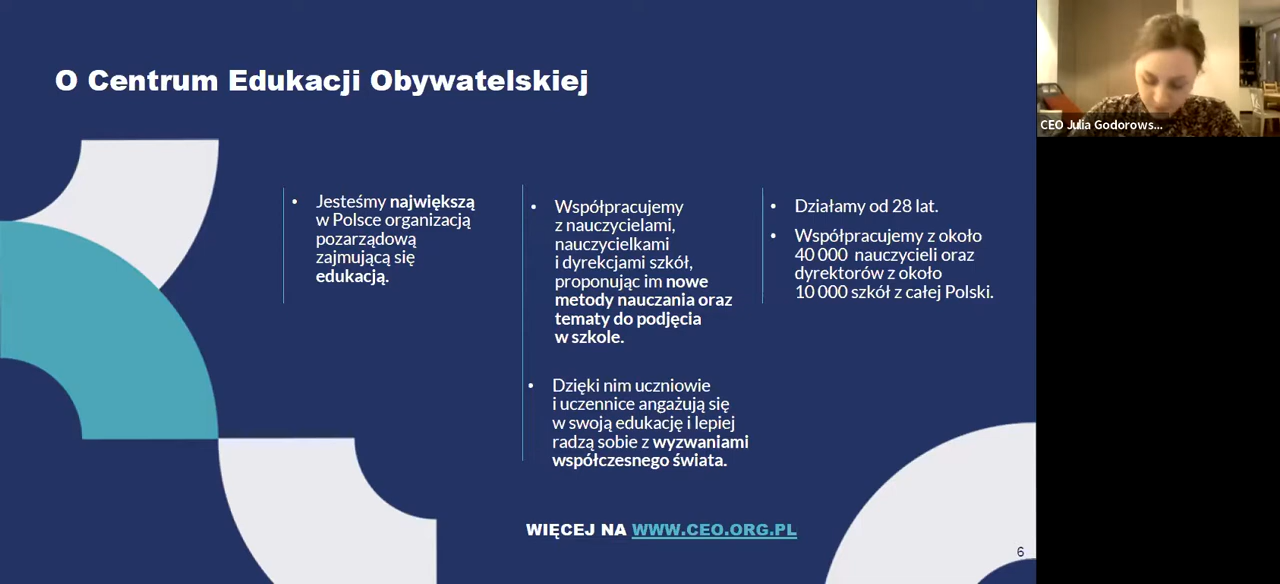 O Centrum Edukacji Obywatelskiej
• Jesteśmy największą
w Polsce organizacją
pozarządową
zajmującą się
edukacją.
• Współpracujemy
z nauczycielami,
nauczycielkami
i dyrekcjami szkół,
proponując im nowe
metody nauczania oraz
tematy do podjęcia
w szkole.
• Dzięki nim uczniowie
i uczennice angażują się
w swoją edukację i lepiej
radzą sobie z wyzwaniami
współczesnego świata.
• Działamy od 28 lat.
• Współpracujemy z około
40 000 nauczycieli oraz
dyrektorów z około
10 000 szkół z całej Polski.
WIĘCEJ NA WWW.CEO.ORG.PL
6
CEO Julia Godorows...